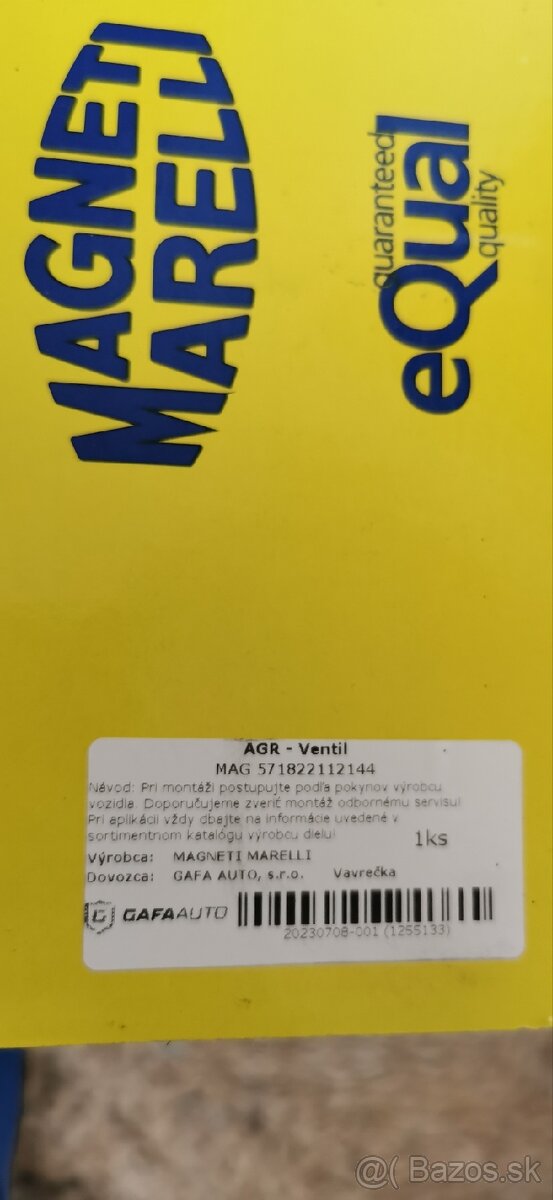 MAGNETI
MARELLI
guaranteed
eQual
quality
AGR - Ventil
MAG 571822112144
Návod: Pri montáži postupujte podľa pokynov výrobcu
vozidla. Doporučujeme zveriť montáž odbornému servisu!
Pri aplikácii vždy dbajte na informácie uvedené v
sortimentnom katalógu výrobcu dielu!
1ks
Výrobca: MAGNETI MARELLI
Dovozca: GAFA AUTO, s.r.o. Vavrečka
G GAFAAUTO
20230708-001 (1255133)
@( Bazos.sk